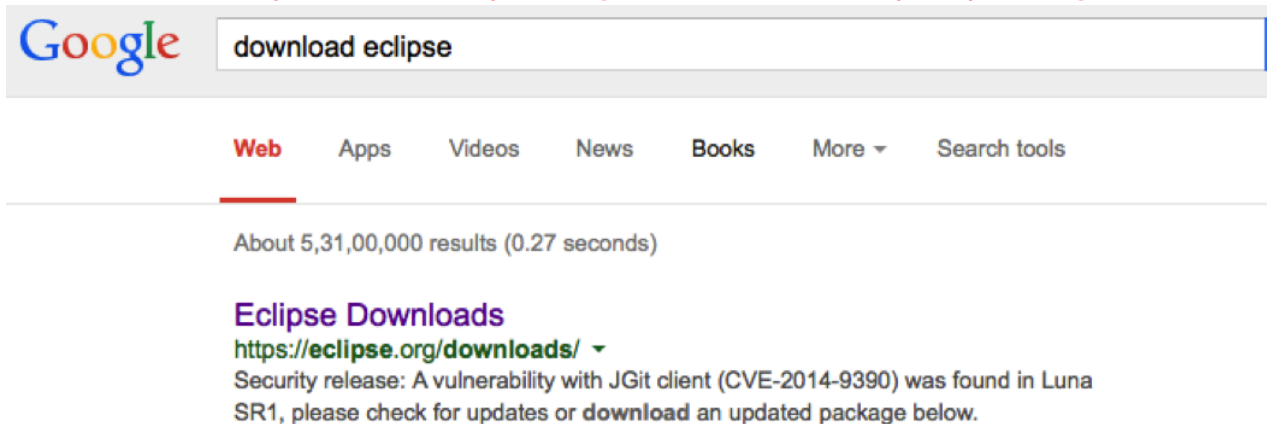 Google
download eclipse
Web Apps Videos News Books More Search tools
About 5,31,00,000 results (0.27 seconds)
Eclipse Downloads
https://eclipse.org/downloads/
Security release: A vulnerability with JGit client (CVE-2014-9390) was found in Luna
SR1, please check for updates or download an updated package below.